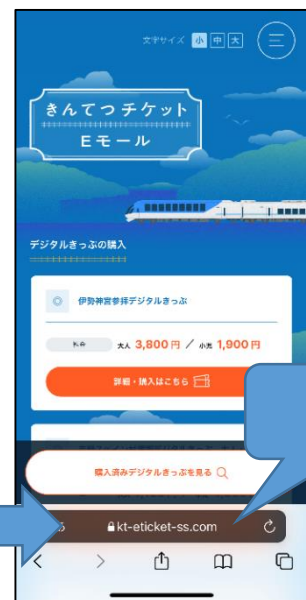 文字サイズ 小 中 大
きんてつチケット
Eモール
デジタルきっぷの購入
伊勢神宮参拝デジタルきっぷ
大人 3,800円 / 小児 1,900円
詳細・購入はこちら
購入済みデジタルきっぷを見る
kt-eticket-ss.com